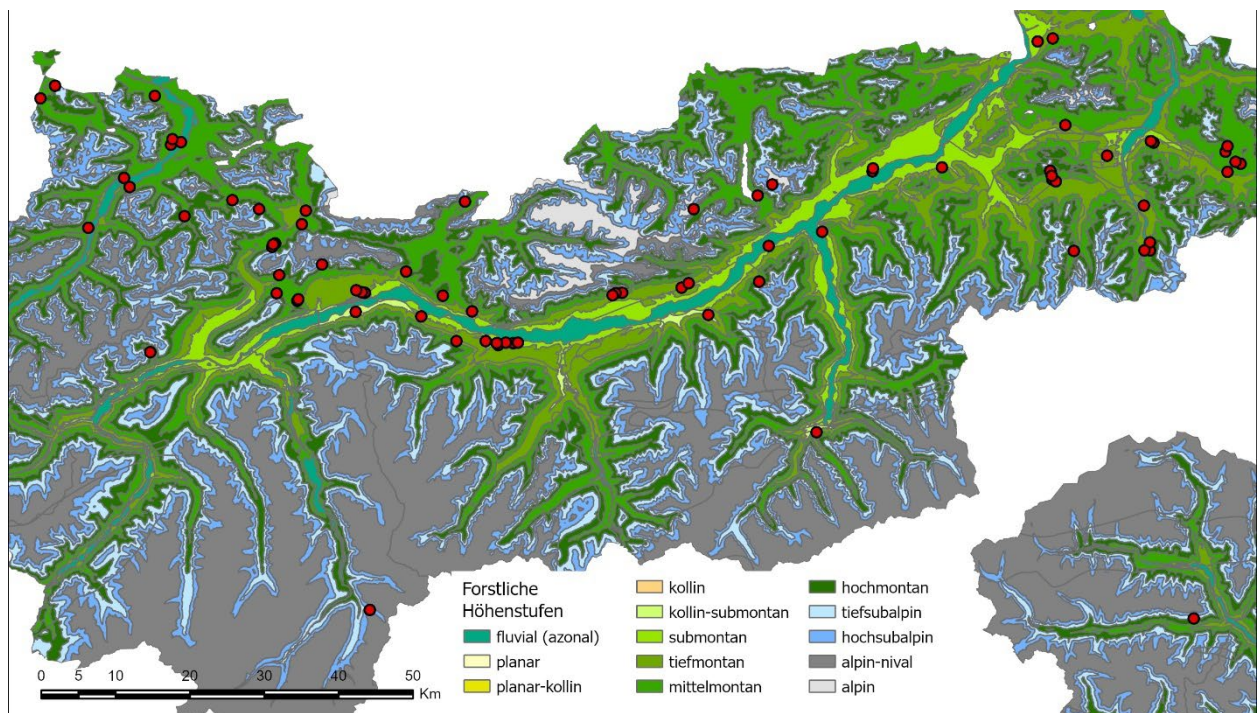 Forstliche
Höhenstufen
fluvial (azonal)
planar
planar-kollin
kollin
kollin-submontan
submontan
tiefmontan
mittelmontan
hochmontan
tiefsubalpin
hochsubalpin
alpin-nival
alpin
0 10 20 30 40 50
Km